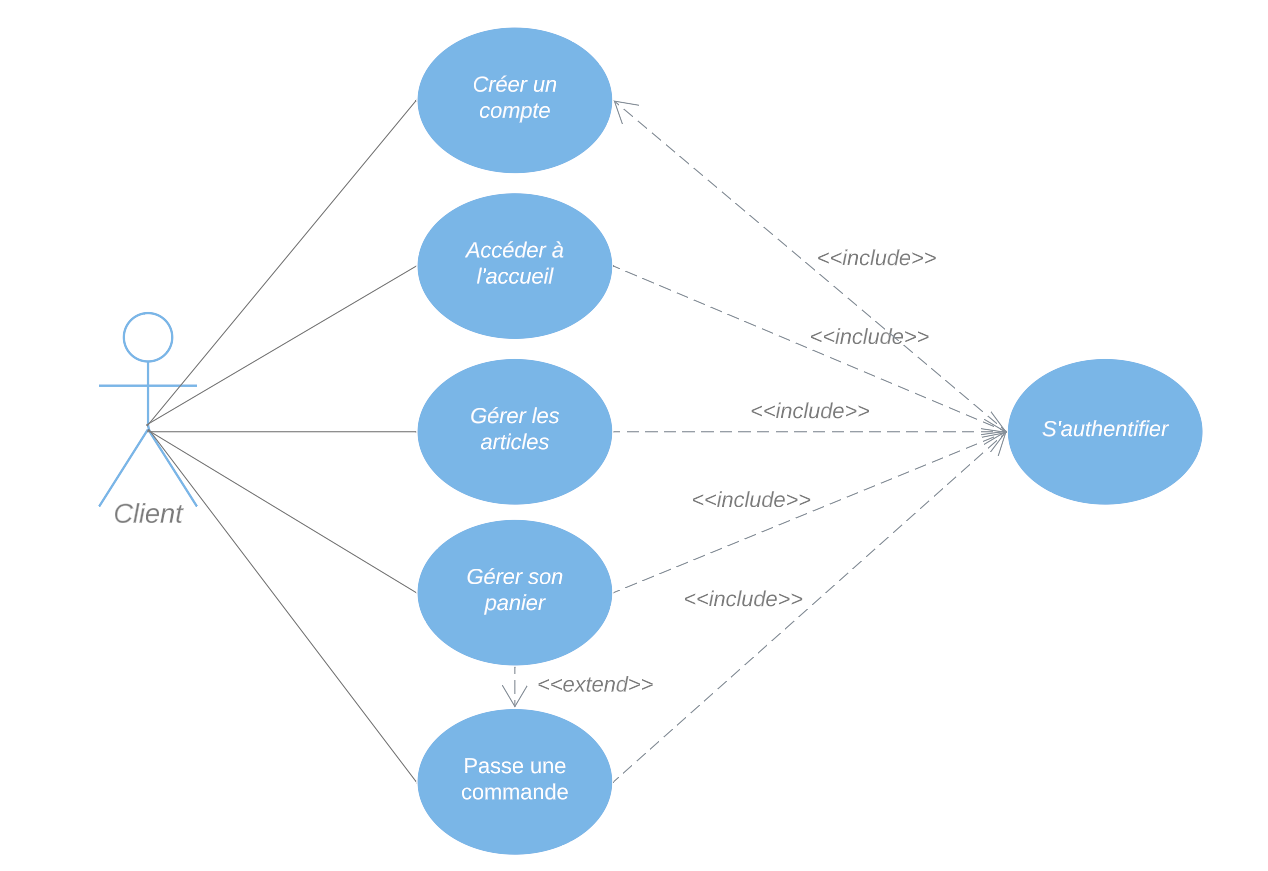 Créer un
compte
Accéder à
l'accueil
<<include>>
<<include>>
Gérer les
articles
<<include>>
S'authentifier
Client
<<include>>
Gérer son
panier
<<include>>
<<extend>>
Passe une
commande